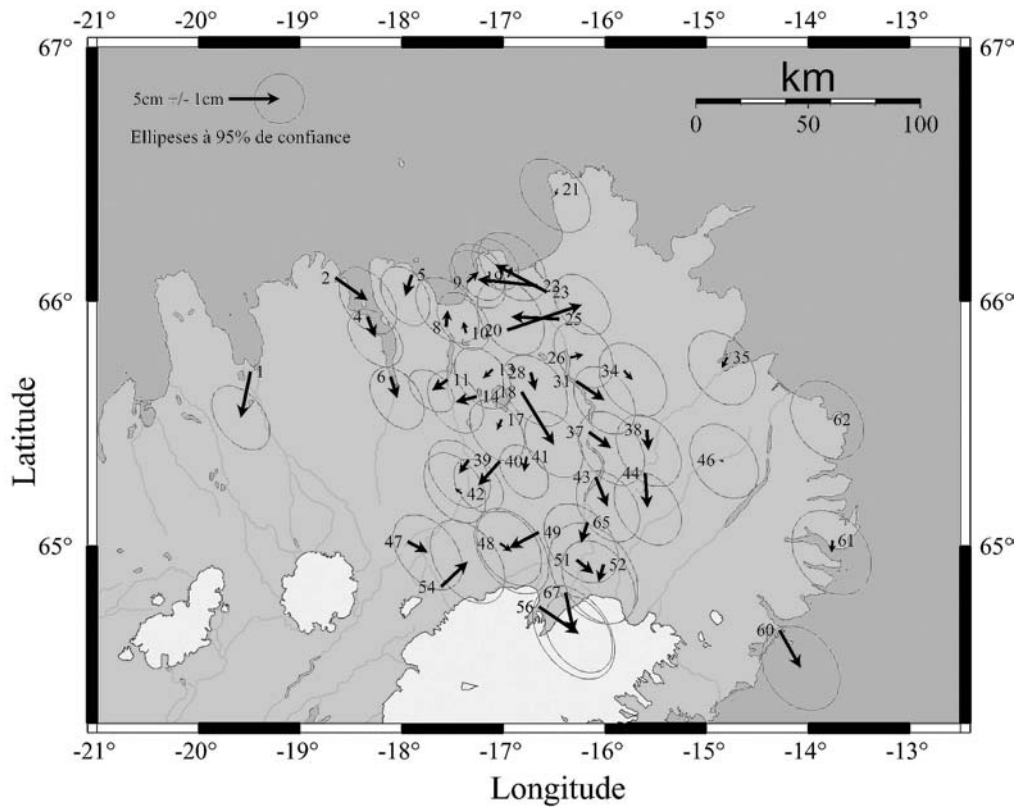 -21° -20° -19° -18° -17° -16° -15° -14° -13°
67° 67°
km
5cm +/- 1cm
0 50 100
Ellipeses à 95% de confiance
21
2 5 9 19 22
23
66° 66°
4 8 10 20 25
26 35
1 6 11 13 28 31 34
14 18
17 37 38 62
39 40 41 46
42 43 44
65
65° 47 48 49 61 65°
51 52
54 67
56 60
-21° -20° -19° -18° -17° -16° -15° -14° -13°
Latitude
Longitude